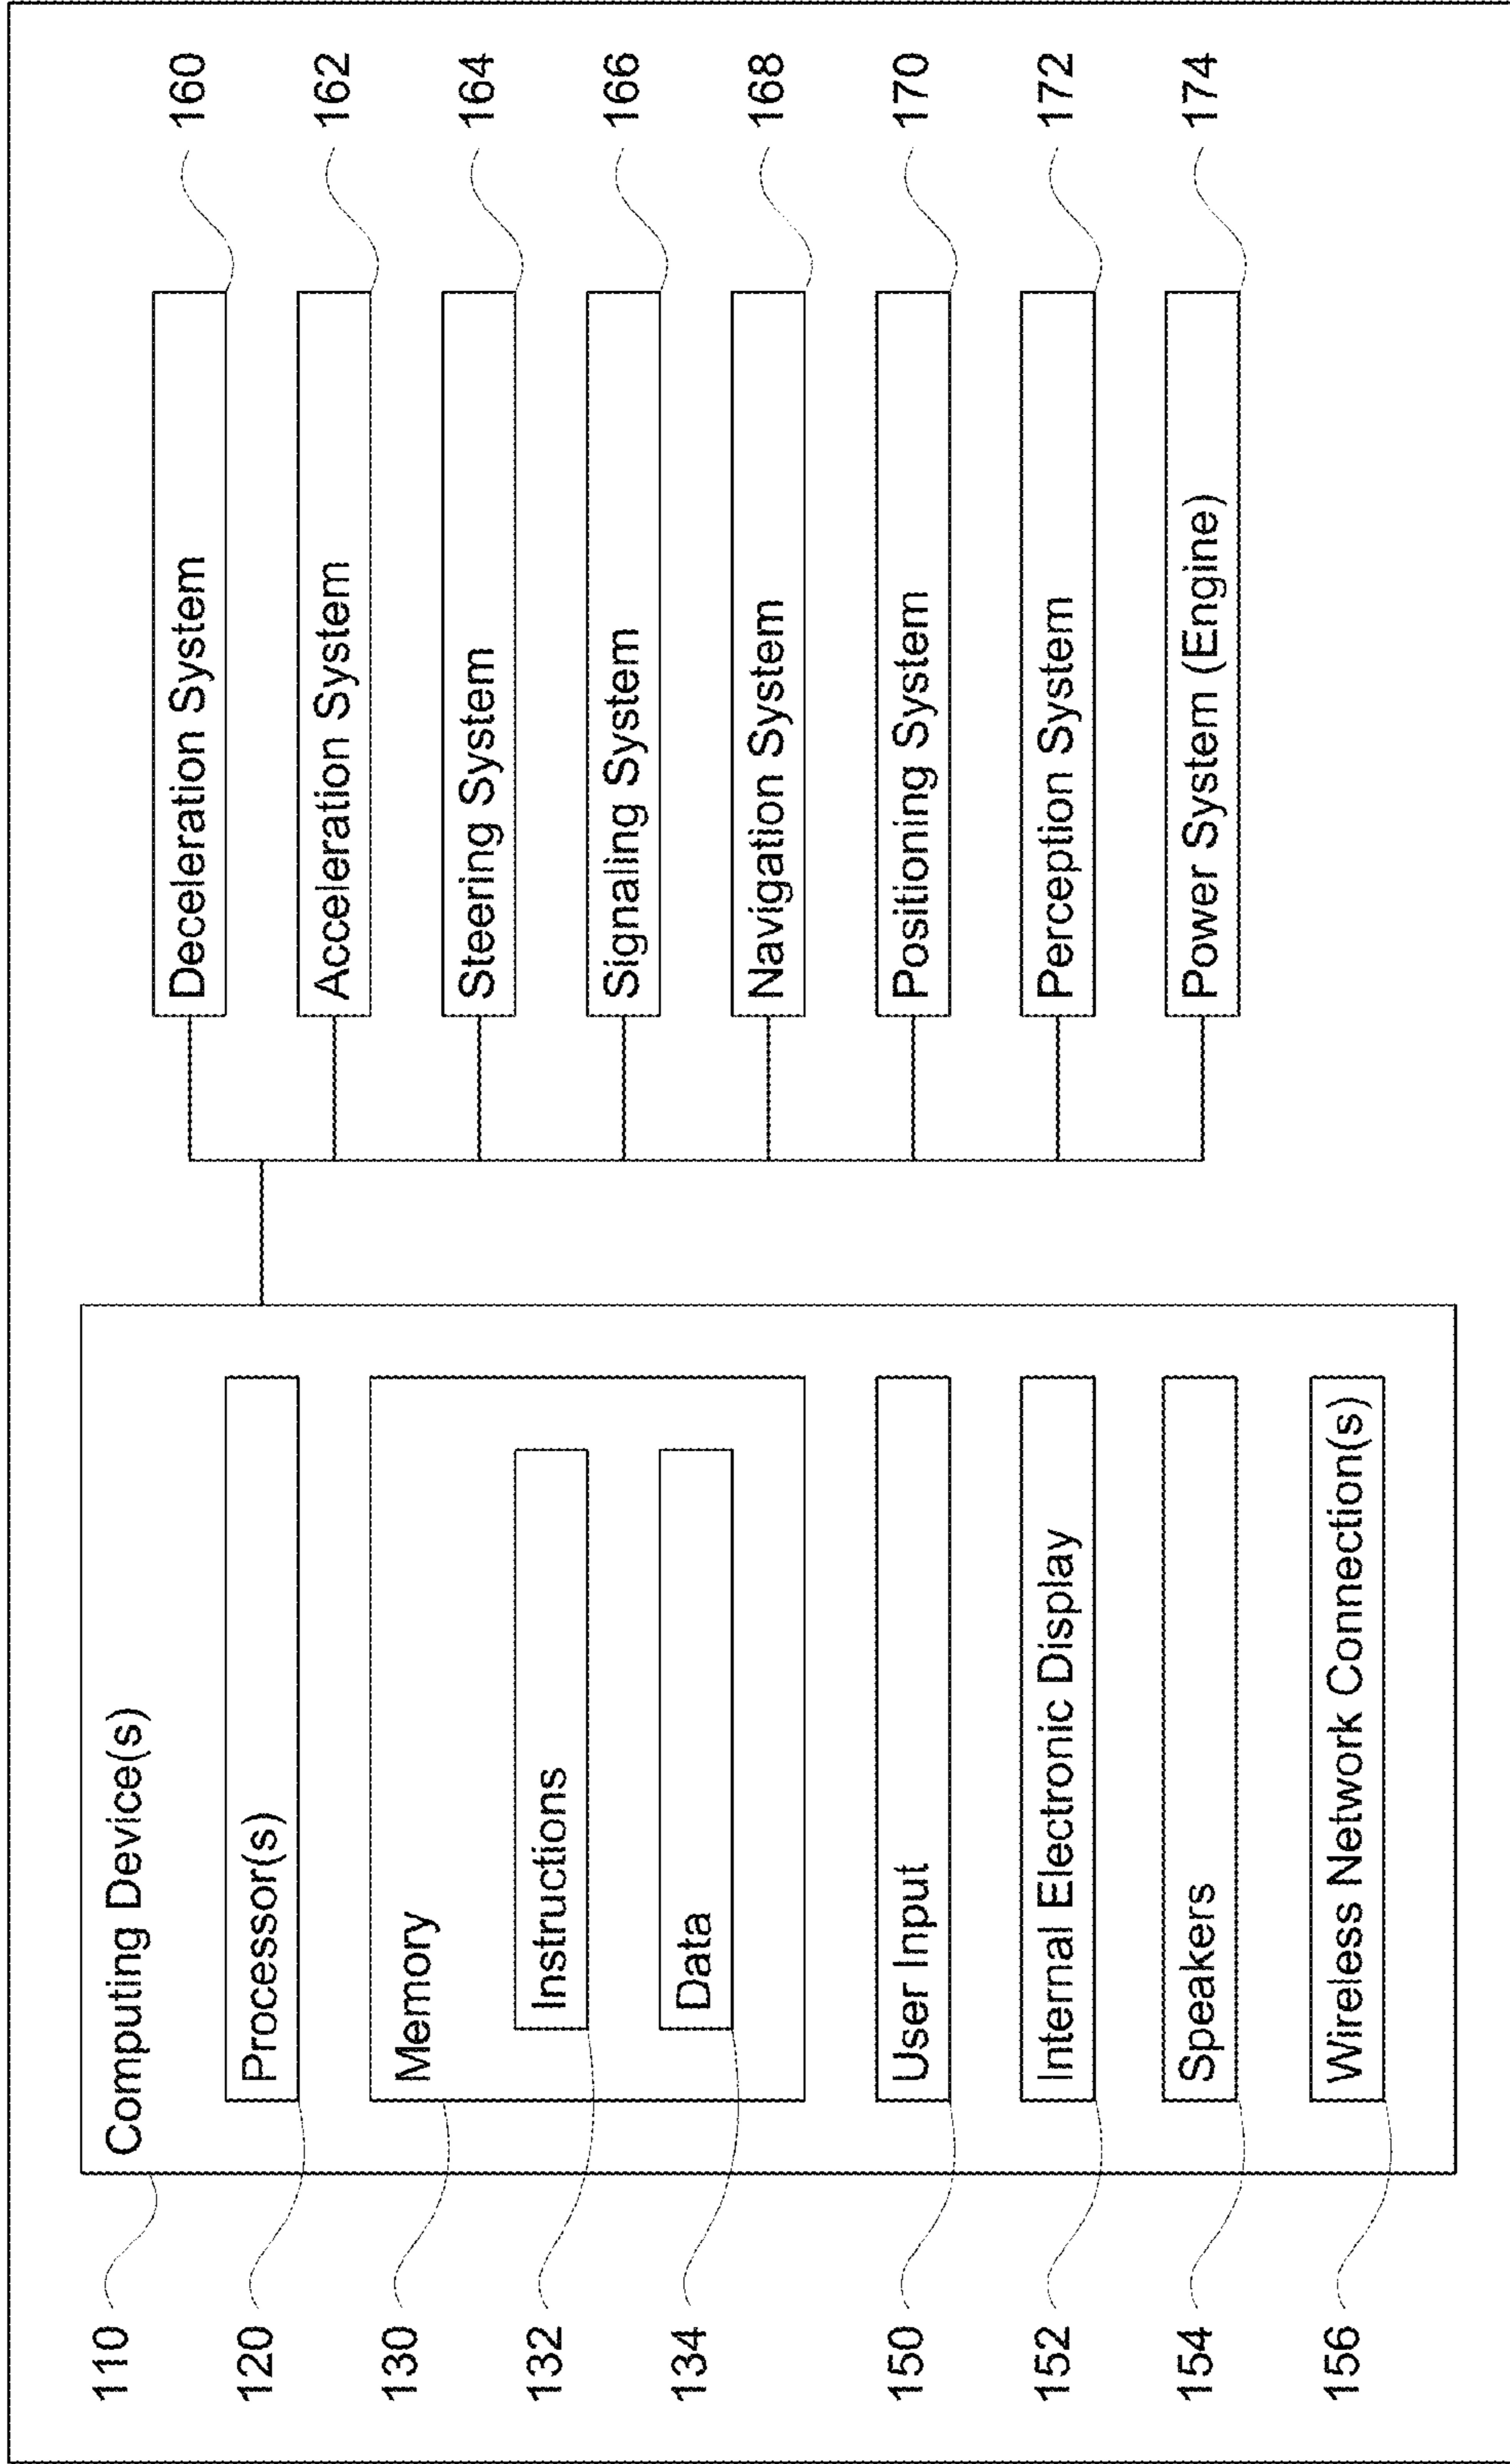 110
Computing Device(s)
120
Processor(s)
130
Memory
132
Instructions
134
Data
150
User Input
152
Internal Electronic Display
154
Speakers
156
Wireless Network Connection(s)
Deceleration System
160
Acceleration System
162
Steering System
164
Signaling System
166
Navigation System
168
Positioning System
170
Perception System
172
Power System (Engine)
174